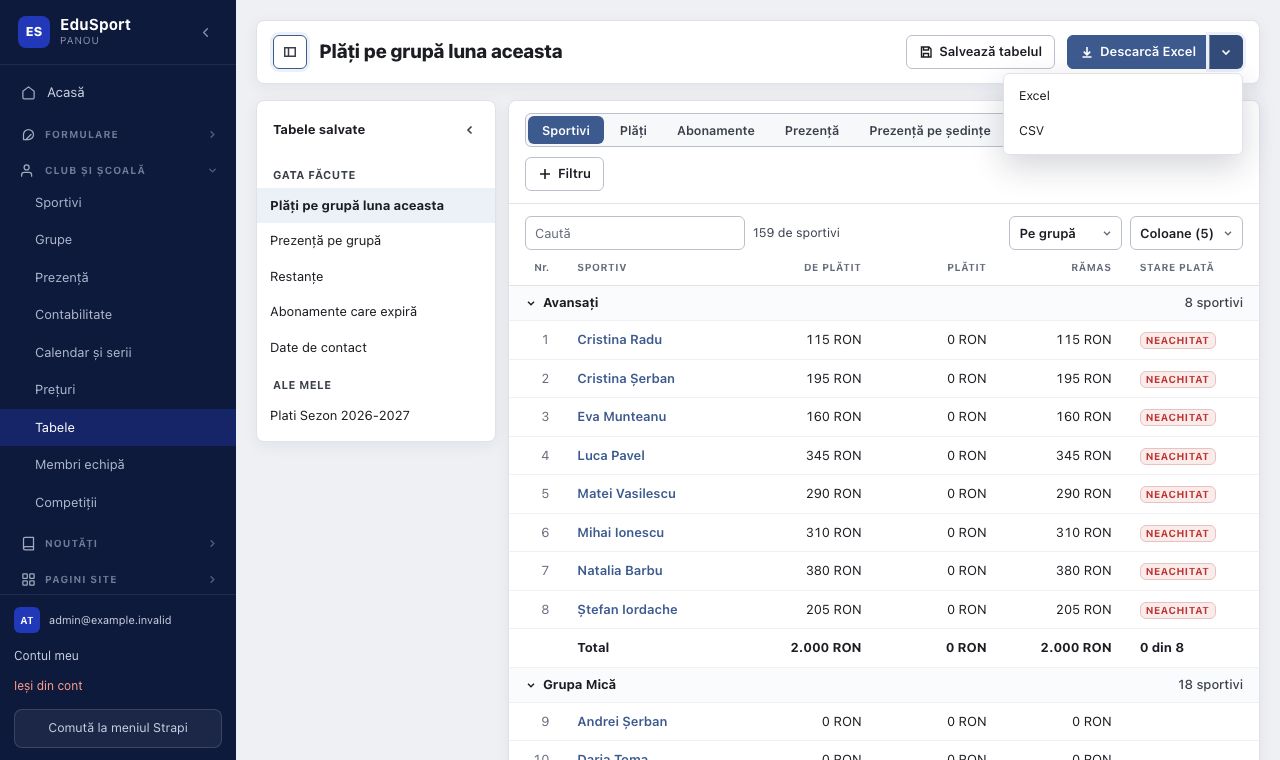 ES
EduSport
PANOU
Acasă
FORMULARE
CLUB ȘI ȘCOALĂ
Sportivi
Grupe
Prezență
Contabilitate
Calendar și serii
Prețuri
Tabele
Membri echipă
Competiții
NOUTĂȚI
PAGINI SITE
AT
admin@example.invalid
Contul meu
Ieși din cont
Comută la meniul Strapi
Plăți pe grupă luna aceasta
Salvează tabelul
Descarcă Excel
Excel
CSV
Tabele salvate
GATA FĂCUTE
Plăți pe grupă luna aceasta
Prezență pe grupă
Restanțe
Abonamente care expiră
Date de contact
ALE MELE
Plati Sezon 2026-2027
Sportivi Plăți Abonamente Prezență Prezență pe ședințe
Filtru
Caută 159 de sportivi Pe grupă Coloane (5)
Nr. SPORTIV DE PLĂTIT PLĂTIT RĂMAS STARE PLATĂ
Avansați 8 sportivi
1 Cristina Radu 115 RON 0 RON 115 RON NEACHITAT
2 Cristina Șerban 195 RON 0 RON 195 RON NEACHITAT
3 Eva Munteanu 160 RON 0 RON 160 RON NEACHITAT
4 Luca Pavel 345 RON 0 RON 345 RON NEACHITAT
5 Matei Vasilescu 290 RON 0 RON 290 RON NEACHITAT
6 Mihai Ionescu 310 RON 0 RON 310 RON NEACHITAT
7 Natalia Barbu 380 RON 0 RON 380 RON NEACHITAT
8 Ștefan Iordache 205 RON 0 RON 205 RON NEACHITAT
Total 2.000 RON 0 RON 2.000 RON 0 din 8
Grupa Mică 18 sportivi
9 Andrei Șerban 0 RON 0 RON 0 RON
10 Daria Toma 0 RON 0 RON 0 RON